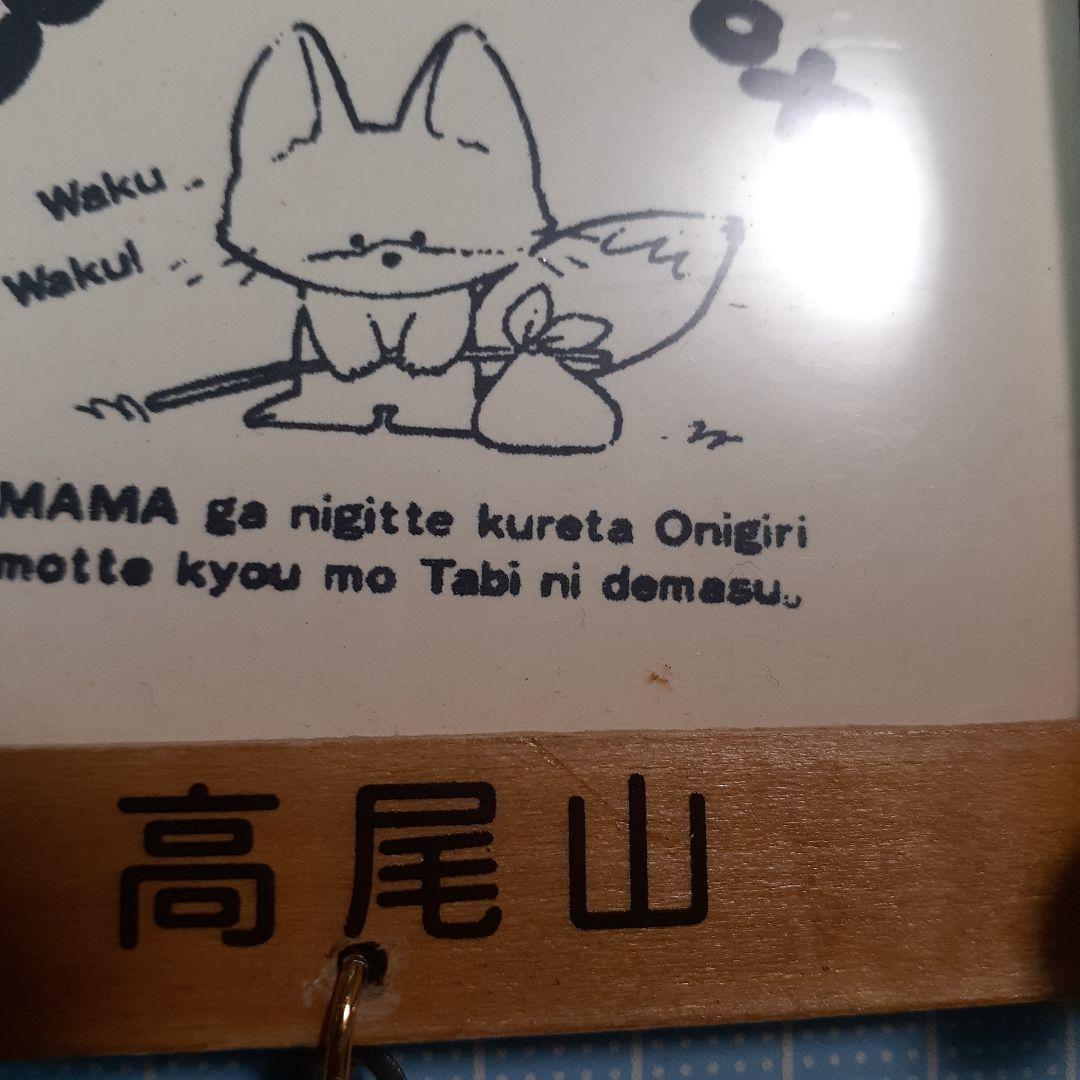 Waku
Waku!
MAMA ga nigitte kureta Onigiri
motte kyou mo Tabi ni demasu.
高尾山